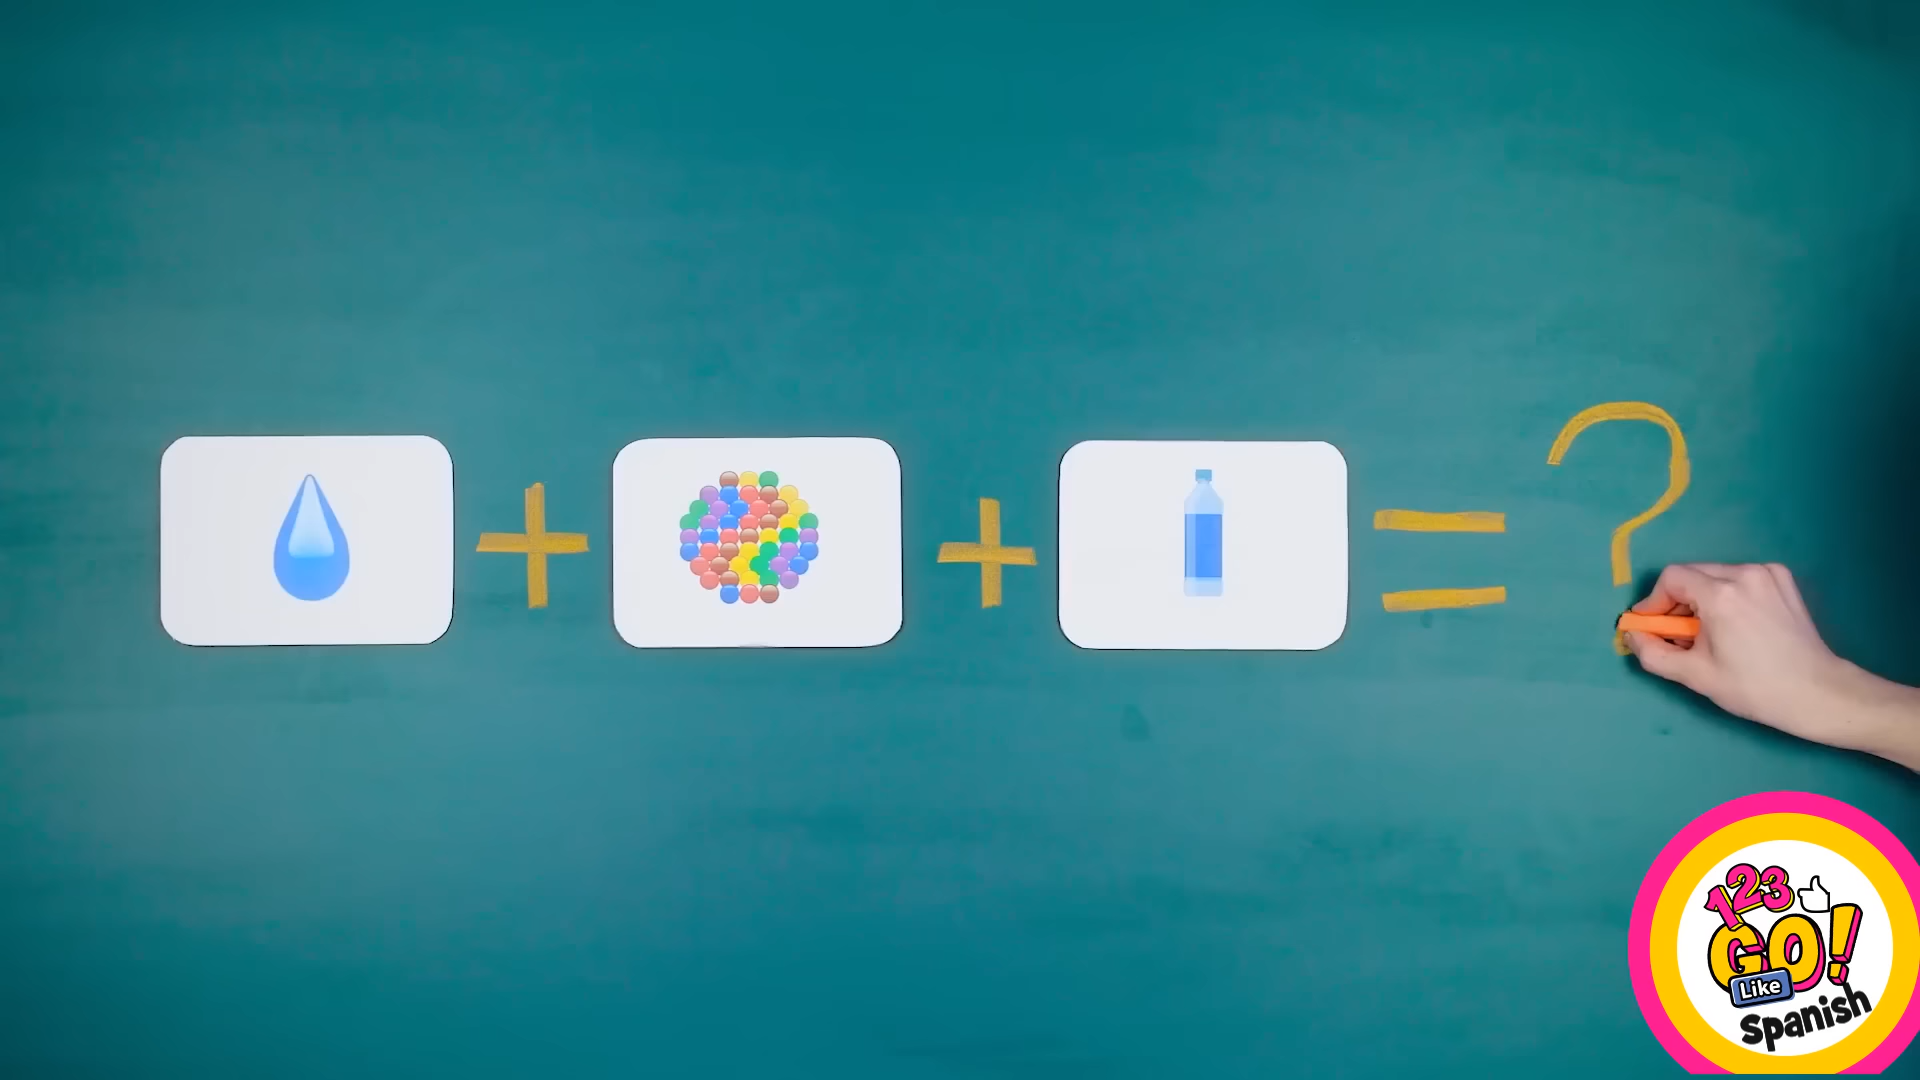 + + = ?
123
GO!
Like
Spanish